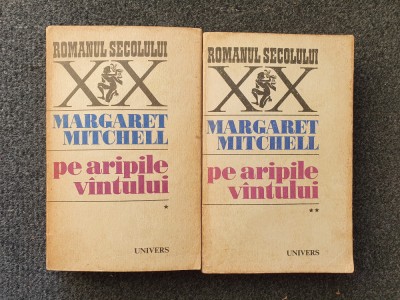 ROMANUL SECOLULUI
XX
MARGARET
MITCHELL
pe aripile
vîntului
*
UNIVERS
ROMANUL SECOLULUI
XX
MARGARET
MITCHELL
pe aripile
vîntului
**
UNIVERS